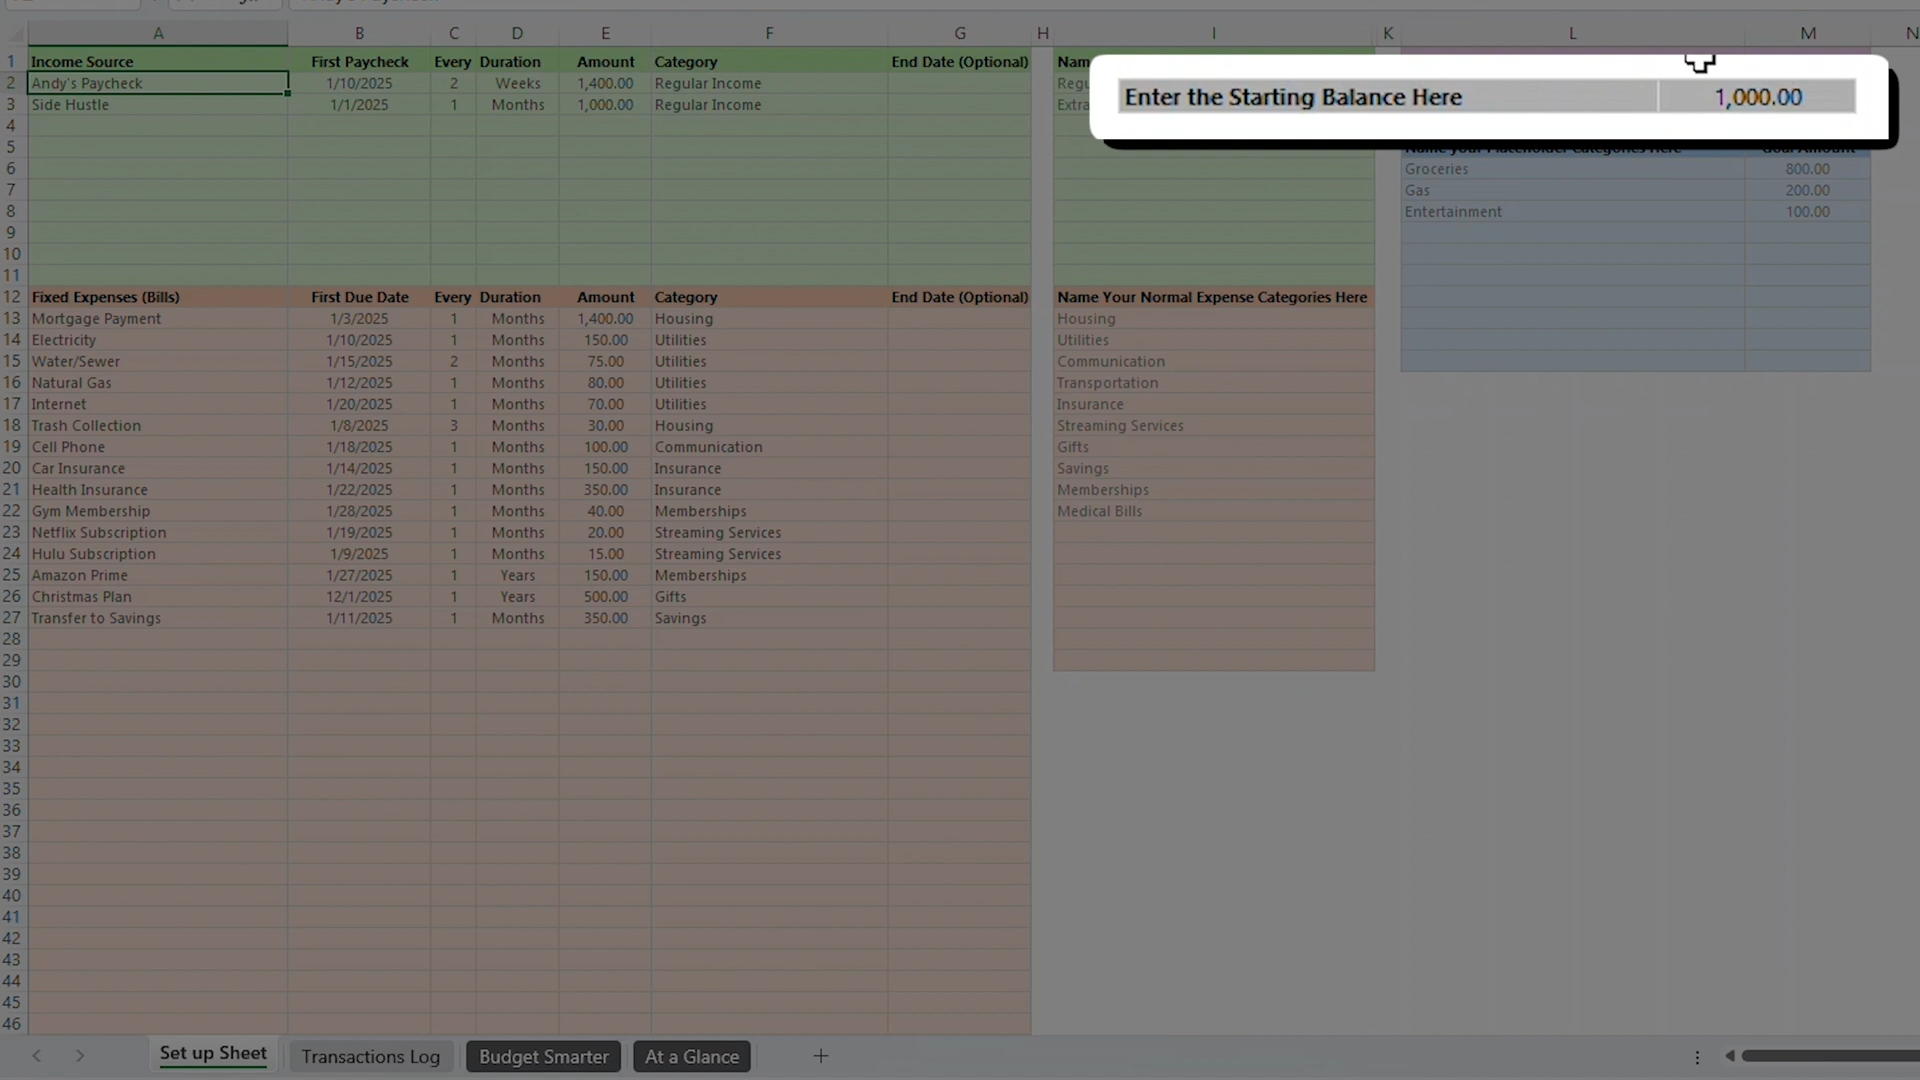 A B C D E F G H I K L M N
1 Income Source First Paycheck Every Duration Amount Category End Date (Optional)
2 Andy's Paycheck 1/10/2025 2 Weeks 1,400.00 Regular Income
3 Side Hustle 1/1/2025 1 Months 1,000.00 Regular Income
Enter the Starting Balance Here 1,000.00
4
5
6 Groceries 800.00
7 Gas 200.00
8 Entertainment 100.00
9
10
11
12 Fixed Expenses (Bills) First Due Date Every Duration Amount Category End Date (Optional) Name Your Normal Expense Categories Here
13 Mortgage Payment 1/3/2025 1 Months 1,400.00 Housing Housing
14 Electricity 1/10/2025 1 Months 150.00 Utilities Utilities
15 Water/Sewer 1/15/2025 2 Months 75.00 Utilities Communication
16 Natural Gas 1/12/2025 1 Months 80.00 Utilities Transportation
17 Internet 1/20/2025 1 Months 70.00 Utilities Insurance
18 Trash Collection 1/8/2025 3 Months 30.00 Housing Streaming Services
19 Cell Phone 1/18/2025 1 Months 100.00 Communication Gifts
20 Car Insurance 1/14/2025 1 Months 150.00 Insurance Savings
21 Health Insurance 1/22/2025 1 Months 350.00 Insurance Memberships
22 Gym Membership 1/28/2025 1 Months 40.00 Memberships Medical Bills
23 Netflix Subscription 1/19/2025 1 Months 20.00 Streaming Services
24 Hulu Subscription 1/9/2025 1 Months 15.00 Streaming Services
25 Amazon Prime 1/27/2025 1 Years 150.00 Memberships
26 Christmas Plan 12/1/2025 1 Years 500.00 Gifts
27 Transfer to Savings 1/11/2025 1 Months 350.00 Savings
28
29
30
31
32
33
34
35
36
37
38
39
40
41
42
43
44
45
46
Set up Sheet Transactions Log Budget Smarter At a Glance